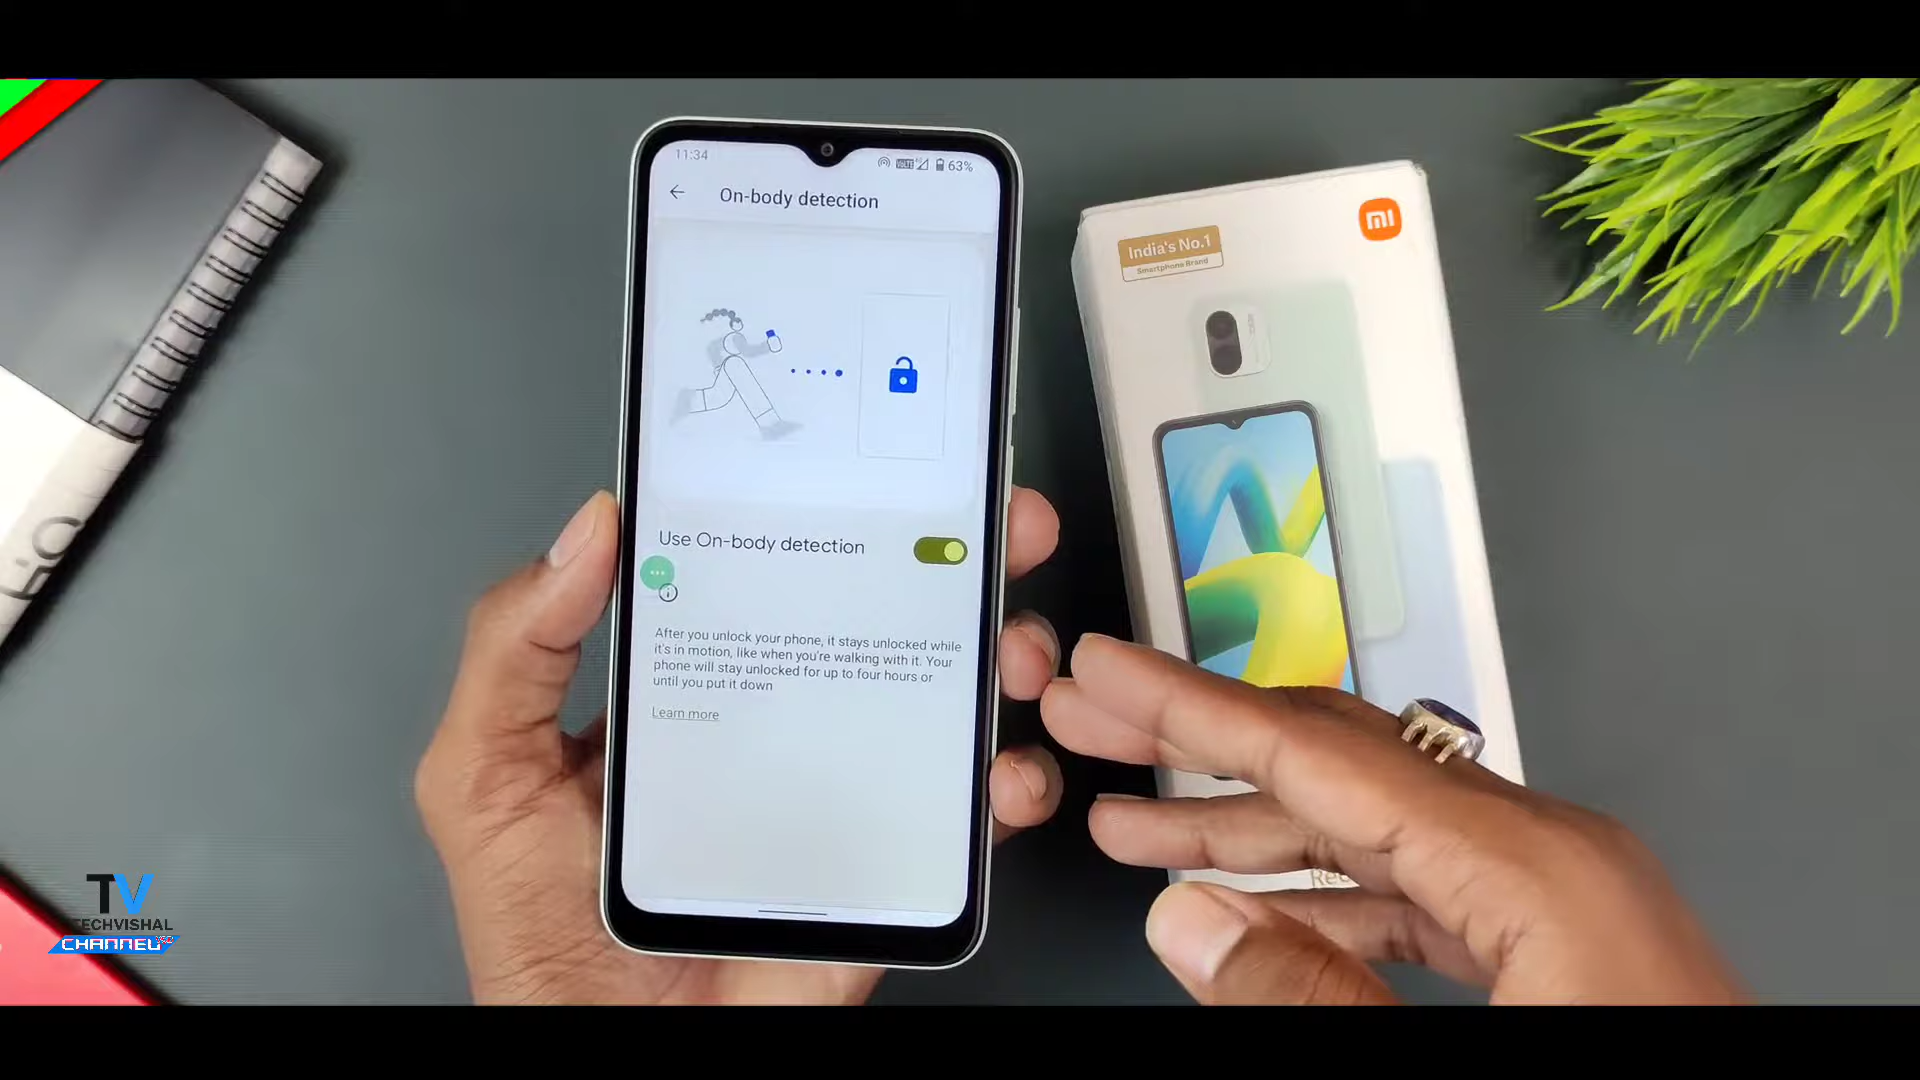 11:34
63%
On-body detection
Use On-body detection
After you unlock your phone, it stays unlocked while
it's in motion, like when you're walking with it. Your
phone will stay unlocked for up to four hours or
until you put it down
Learn more
India's No.1
Smartphone Brand
mi
TV
TECHVISHAL
CHANNEL